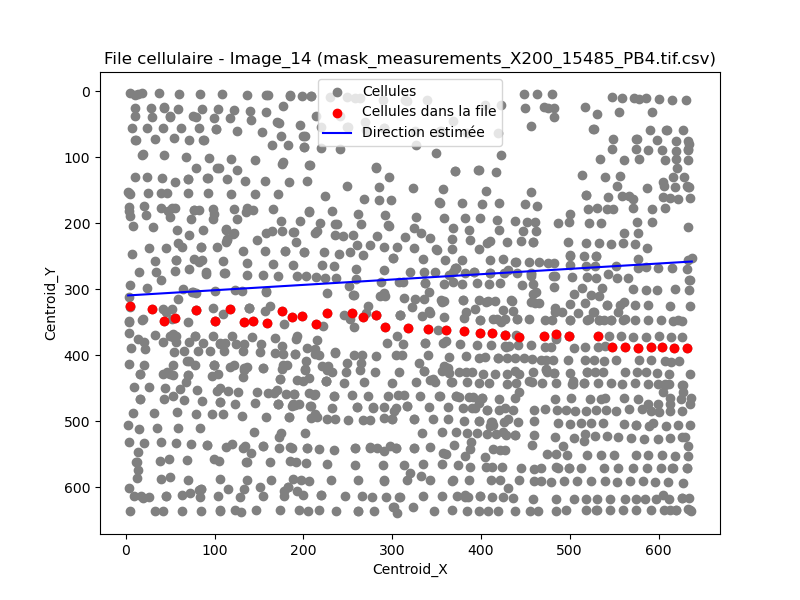 File cellulaire - Image_14 (mask_measurements_X200_15485_PB4.tif.csv)
Cellules
Cellules dans la file
Direction estimée
0
100
200
300
400
500
600
Centroid_Y
0 100 200 300 400 500 600
Centroid_X